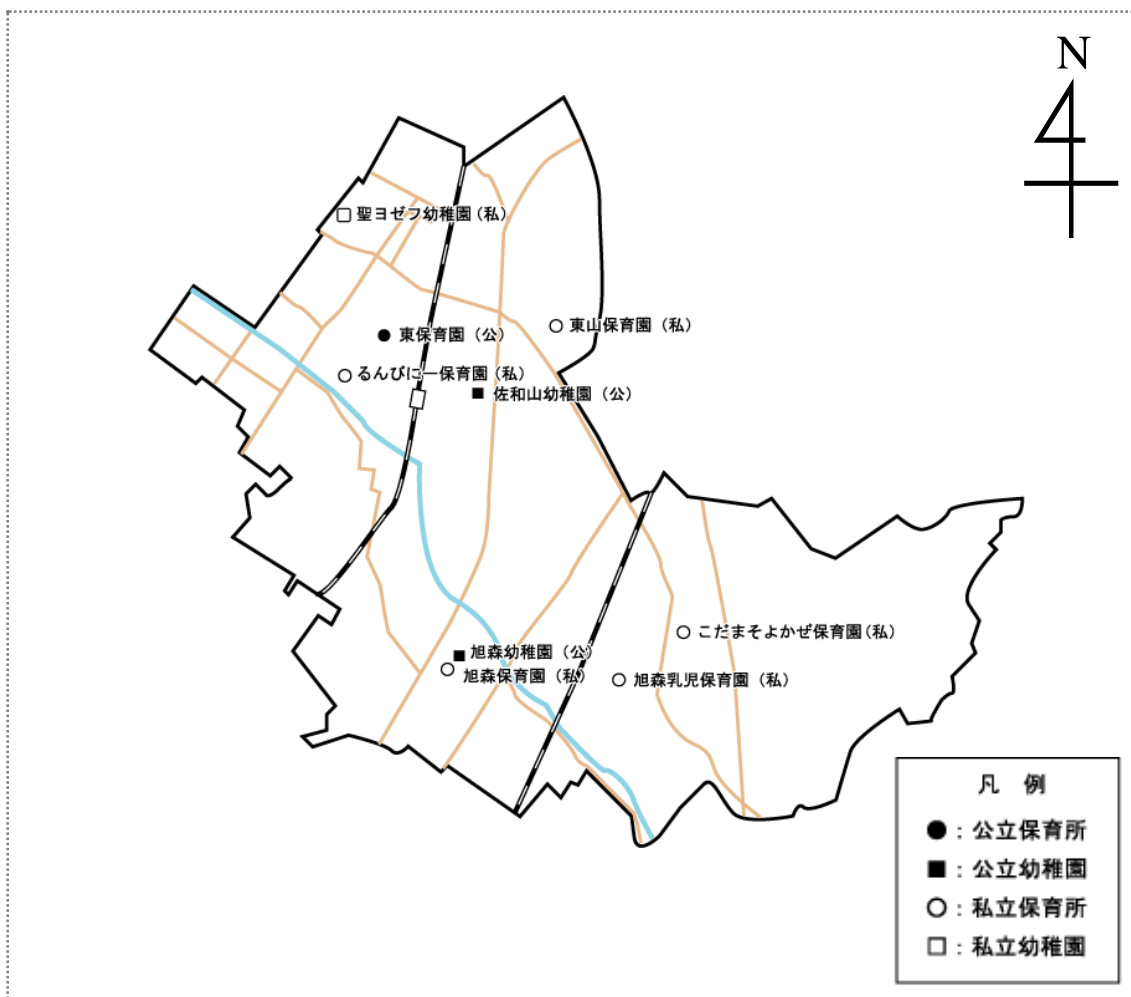 N
聖ヨゼフ幼稚園（私）
東山保育園（私）
東保育園（公）
るんびにー保育園（私）
佐和山幼稚園（公）
こだまそよかぜ保育園（私）
旭森幼稚園（公）
旭森保育園（私）
旭森乳児保育園（私）
凡 例
●：公立保育所
■：公立幼稚園
○：私立保育所
□：私立幼稚園